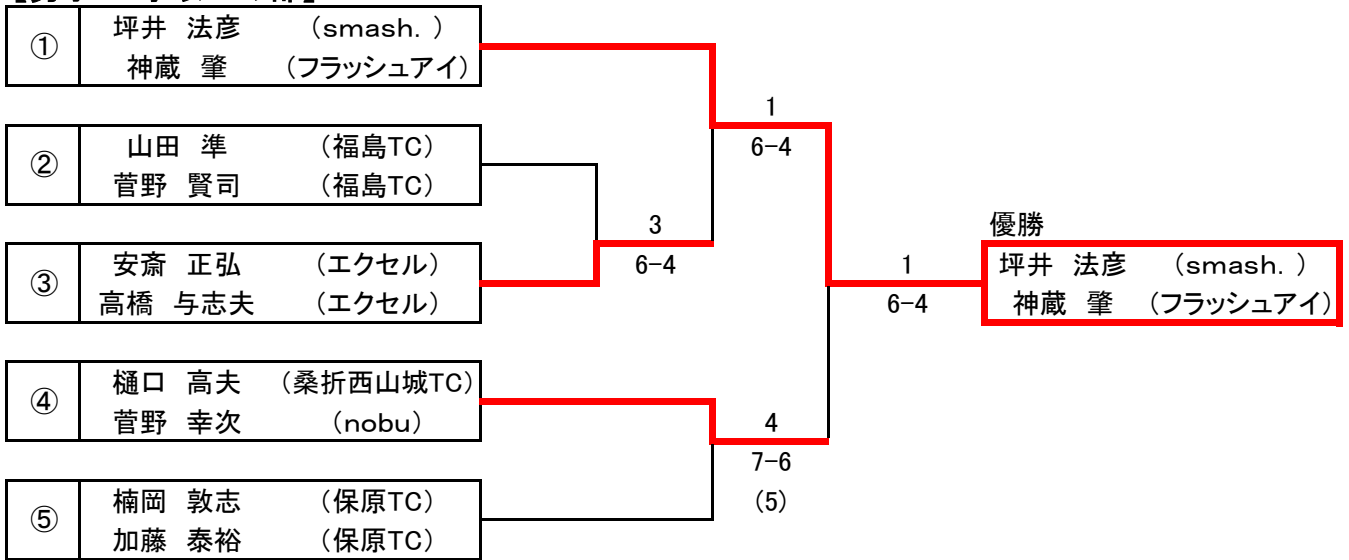 ① 坪井 法彦 （smash.）
神蔵 肇 （フラッシュアイ）
1
6-4
② 山田 準 （福島TC）
菅野 賢司 （福島TC）
3
6-4
③ 安斎 正弘 （エクセル）
高橋 与志夫 （エクセル）
1
6-4
優勝
坪井 法彦 （smash.）
神蔵 肇 （フラッシュアイ）
④ 樋口 高夫 （桑折西山城TC）
菅野 幸次 （nobu）
4
7-6
(5)
⑤ 楠岡 敦志 （保原TC）
加藤 泰裕 （保原TC）